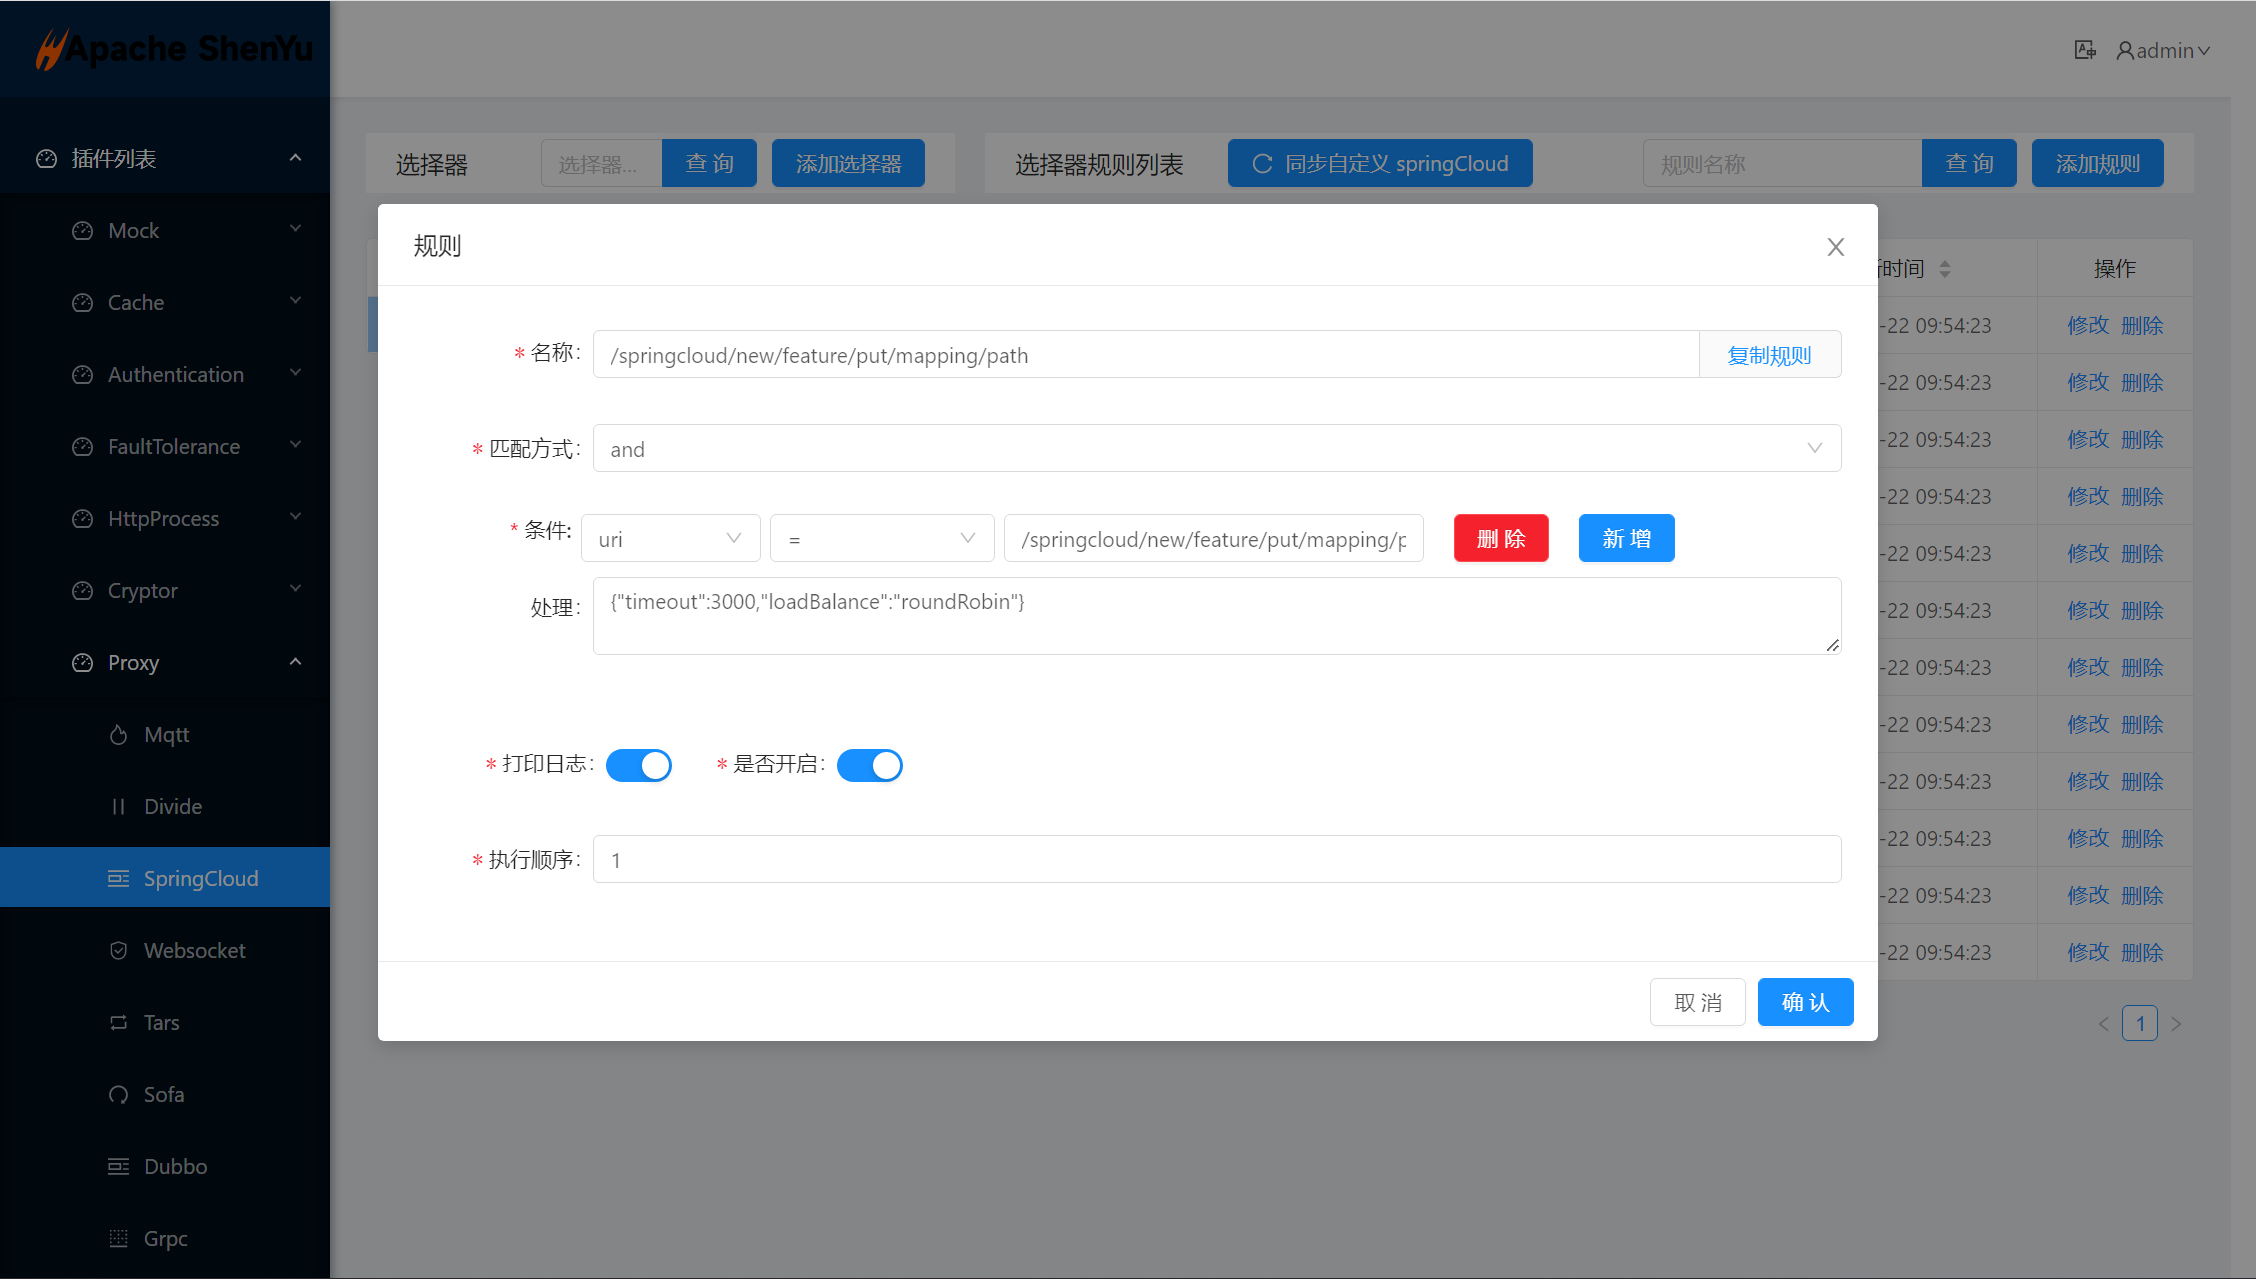 Apache ShenYu
admin
插件列表
Mock
Cache
Authentication
FaultTolerance
HttpProcess
Cryptor
Proxy
Mqtt
Divide
SpringCloud
Websocket
Tars
Sofa
Dubbo
Grpc
选择器
选择器...
查 询
添加选择器
选择器规则列表
同步自定义 springCloud
规则名称
查 询
添加规则
规则
* 名称:
/springcloud/new/feature/put/mapping/path
复制规则
* 匹配方式:
and
* 条件:
uri
=
/springcloud/new/feature/put/mapping/p
删 除
新 增
处理:
{"timeout":3000,"loadBalance":"roundRobin"}
* 打印日志:
* 是否开启:
* 执行顺序:
1
取 消
确 认
时间
操作
-22 09:54:23 修改 删除
-22 09:54:23 修改 删除
-22 09:54:23 修改 删除
-22 09:54:23 修改 删除
-22 09:54:23 修改 删除
-22 09:54:23 修改 删除
-22 09:54:23 修改 删除
-22 09:54:23 修改 删除
-22 09:54:23 修改 删除
-22 09:54:23 修改 删除
-22 09:54:23 修改 删除
-22 09:54:23 修改 删除
< 1 >